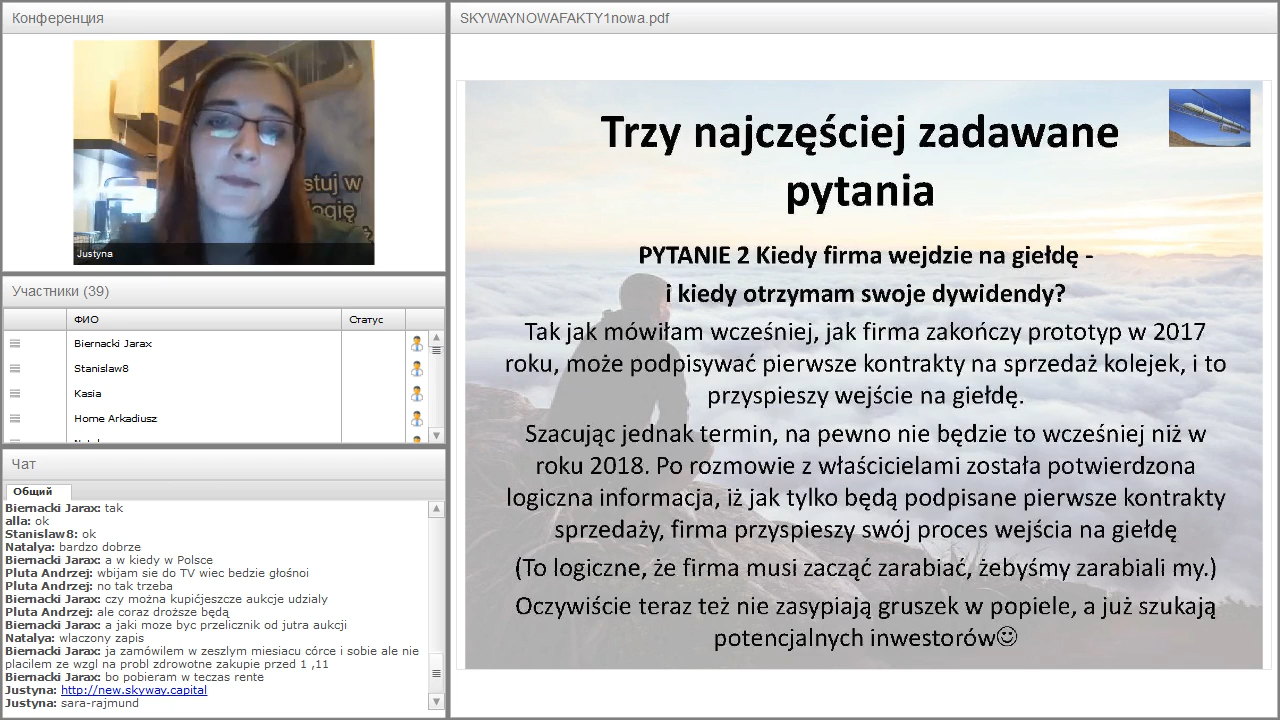 Конференция
stuj w
logię
Justyna
Участники (39)
ФИО
Статус
Biernacki Jarax
Stanislaw8
Kasia
Home Arkadiusz
Чат
Общий
Biernacki Jarax: tak
alla: ok
Stanislaw8: ok
Natalya: bardzo dobrze
Biernacki Jarax: a w kiedy w Polsce
Pluta Andrzej: wbijam sie do TV wiec bedzie głośnoi
Pluta Andrzej: no tak trzeba
Biernacki Jarax: czy można kupićjeszcze aukcje udzialy
Pluta Andrzej: ale coraz droższe będą
Biernacki Jarax: a jaki moze byc przelicznik od jutra aukcji
Natalya: wlaczony zapis
Biernacki Jarax: ja zamówilem w zeszlym miesiacu córce i sobie ale nie
placilem ze wzgl na probl zdrowotne zakupie przed 1 ,11
Biernacki Jarax: bo pobieram w teczas rente
Justyna: http://new.skyway.capital
Justyna: sara-rajmund
SKYWAYNOWAFAKTY1nowa.pdf
Trzy najczęściej zadawane
pytania
PYTANIE 2 Kiedy firma wejdzie na giełdę -
i kiedy otrzymam swoje dywidendy?
Tak jak mówiłam wcześniej, jak firma zakończy prototyp w 2017
roku, może podpisywać pierwsze kontrakty na sprzedaż kolejek, i to
przyspieszy wejście na giełdę.
Szacując jednak termin, na pewno nie będzie to wcześniej niż w
roku 2018. Po rozmowie z właścicielami została potwierdzona
logiczna informacja, iż jak tylko będą podpisane pierwsze kontrakty
sprzedaży, firma przyspieszy swój proces wejścia na giełdę
(To logiczne, że firma musi zacząć zarabiać, żebyśmy zarabiali my.)
Oczywiście teraz też nie zasypiają gruszek w popiele, a już szukają
potencjalnych inwestorów☺